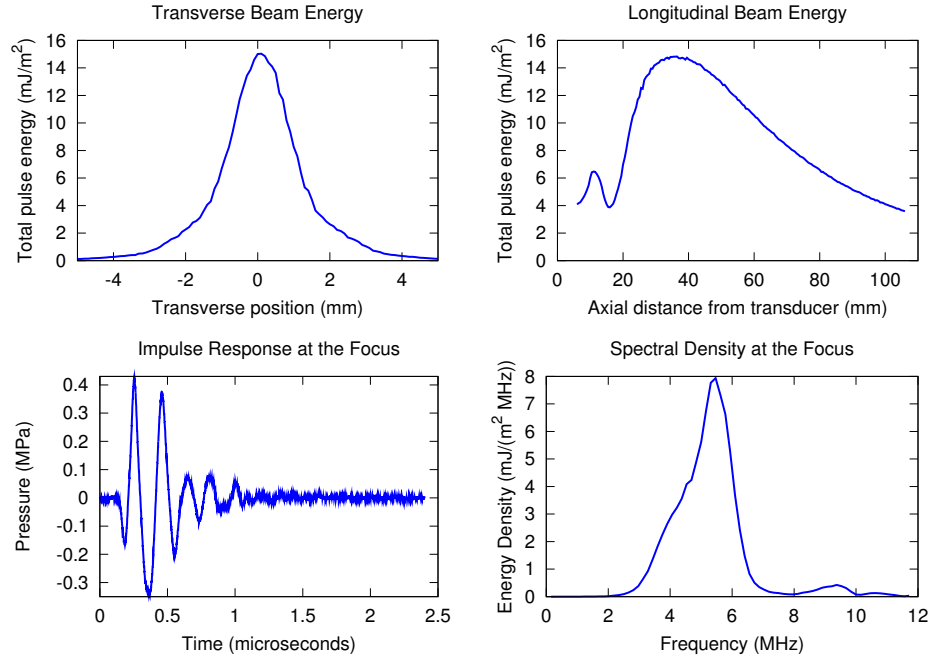 Transverse Beam Energy
Total pulse energy (mJ/m²)
16
14
12
10
8
6
4
2
0
-4 -2 0 2 4
Transverse position (mm)
Longitudinal Beam Energy
Total pulse energy (mJ/m²)
16
14
12
10
8
6
4
2
0
0 20 40 60 80 100
Axial distance from transducer (mm)
Impulse Response at the Focus
Pressure (MPa)
0.4
0.3
0.2
0.1
0
-0.1
-0.2
-0.3
0 0.5 1 1.5 2 2.5
Time (microseconds)
Spectral Density at the Focus
Energy Density (mJ/(m² MHz))
8
7
6
5
4
3
2
1
0
0 2 4 6 8 10 12
Frequency (MHz)